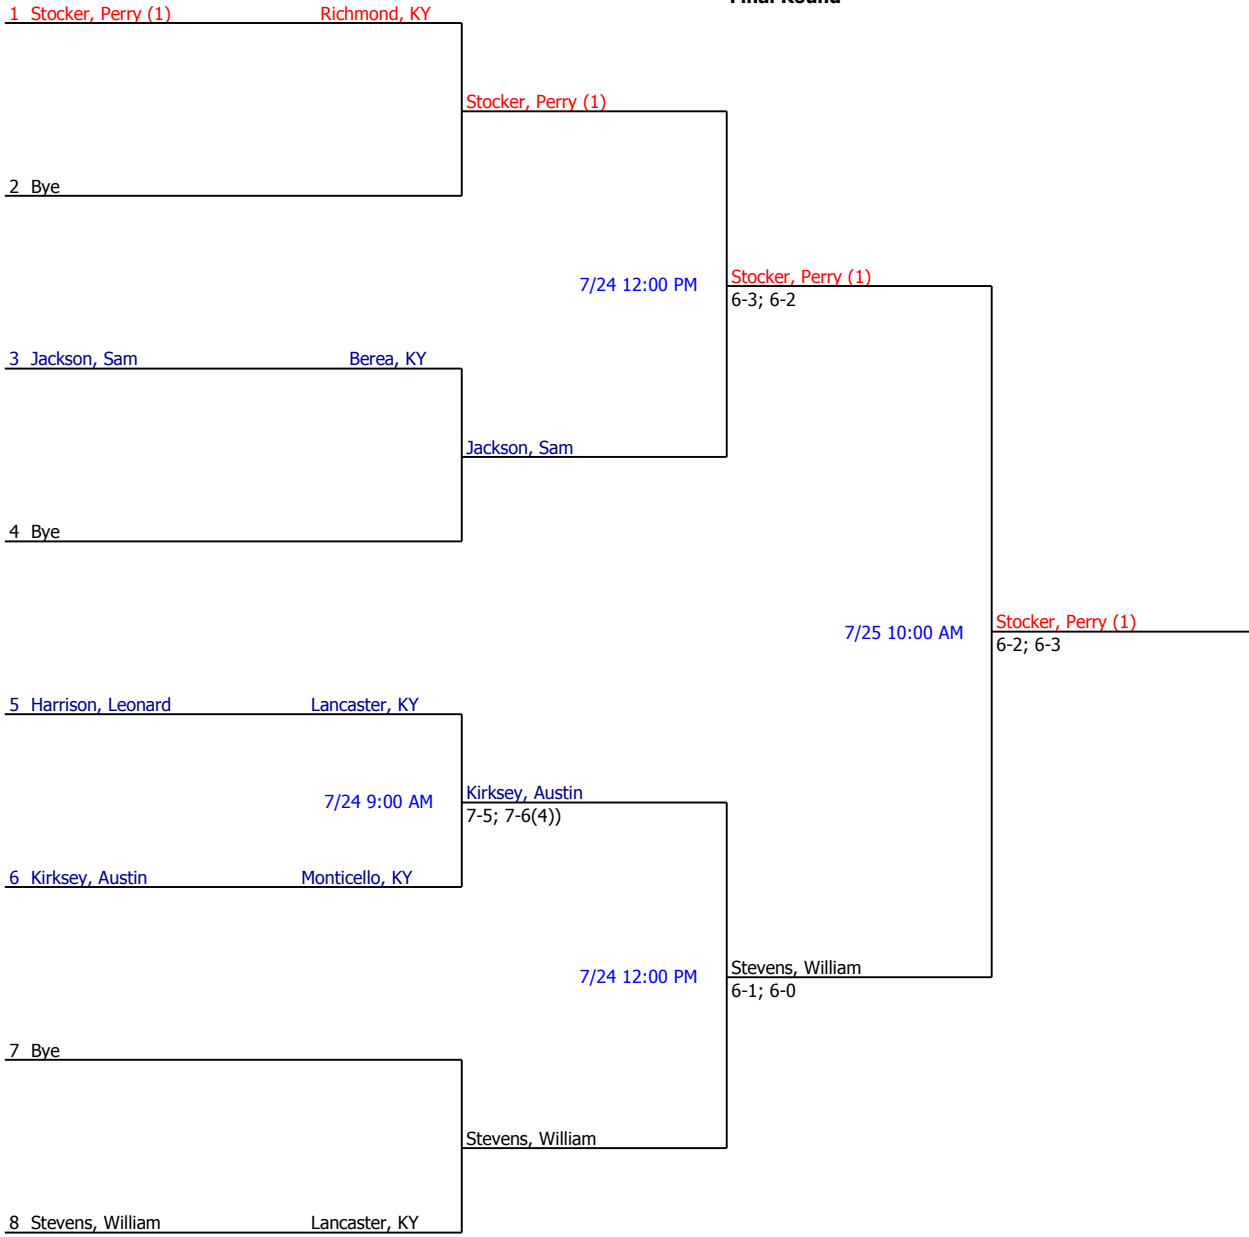 Final Round
1 Stocker, Perry (1) Richmond, KY
Stocker, Perry (1)
2 Bye
7/24 12:00 PM
Stocker, Perry (1)
6-3; 6-2
3 Jackson, Sam Berea, KY
Jackson, Sam
4 Bye
7/25 10:00 AM
Stocker, Perry (1)
6-2; 6-3
5 Harrison, Leonard Lancaster, KY
7/24 9:00 AM
Kirksey, Austin
7-5; 7-6(4))
6 Kirksey, Austin Monticello, KY
7/24 12:00 PM
Stevens, William
6-1; 6-0
7 Bye
Stevens, William
8 Stevens, William Lancaster, KY